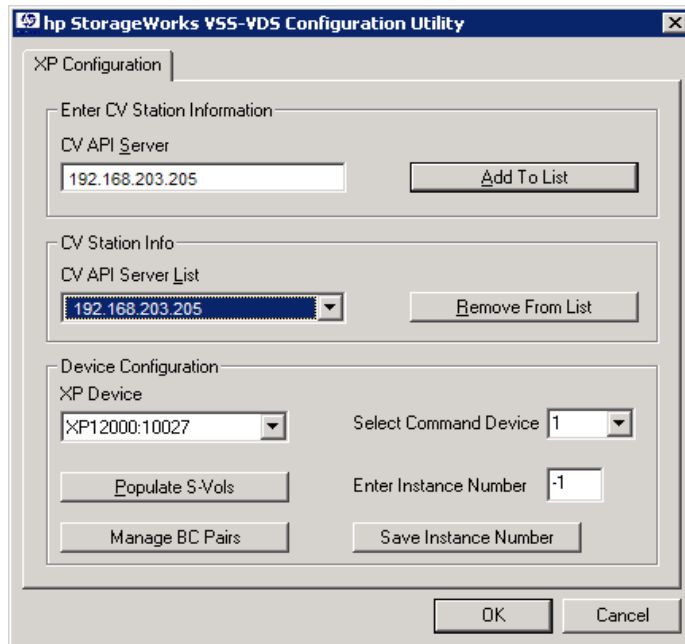 hp StorageWorks VSS-VDS Configuration Utility
XP Configuration
Enter CV Station Information
CV API Server
192.168.203.205
Add To List
CV Station Info
CV API Server List
192.168.203.205
Remove From List
Device Configuration
XP Device
XP12000:10027
Select Command Device 1
Populate S-Vols
Enter Instance Number -1
Manage BC Pairs
Save Instance Number
OK
Cancel